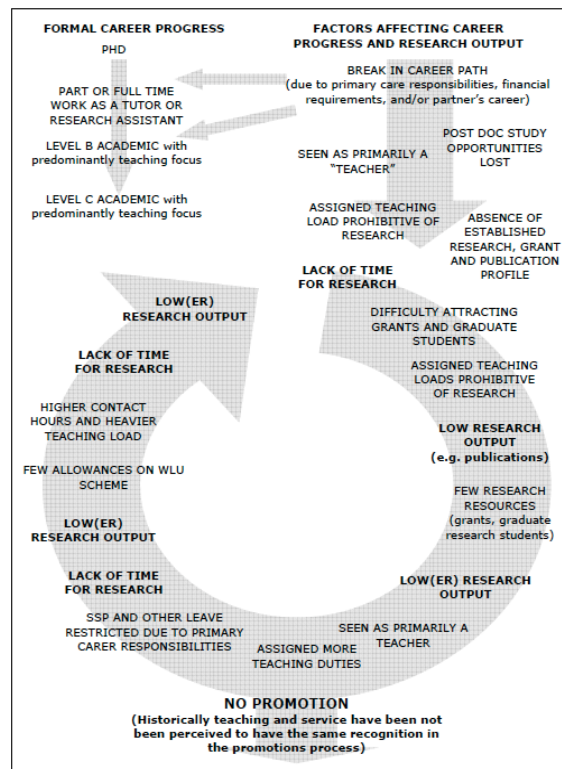 FORMAL CAREER PROGRESS
PHD
PART OR FULL TIME
WORK AS A TUTOR OR
RESEARCH ASSISTANT
LEVEL B ACADEMIC with
predominantly teaching focus
LEVEL C ACADEMIC with
predominantly teaching focus
FACTORS AFFECTING CAREER
PROGRESS AND RESEARCH OUTPUT
BREAK IN CAREER PATH
(due to primary care responsibilities, financial
requirements, and/or partner's career)
POST DOC STUDY
OPPORTUNITIES
LOST
SEEN AS PRIMARILY A
"TEACHER"
ASSIGNED TEACHING
LOAD PROHIBITIVE OF
RESEARCH
ABSENCE OF
ESTABLISHED
RESEARCH, GRANT
AND PUBLICATION
PROFILE
LACK OF TIME
FOR RESEARCH
DIFFICULTY ATTRACTING
GRANTS AND GRADUATE
STUDENTS
ASSIGNED TEACHING
LOADS PROHIBITIVE
OF RESEARCH
LOW RESEARCH
OUTPUT
(e.g. publications)
FEW RESEARCH
RESOURCES
(grants, graduate
research students)
LOW(ER) RESEARCH
OUTPUT
SEEN AS PRIMARILY A
TEACHER
ASSIGNED MORE
TEACHING DUTIES
SSP AND OTHER LEAVE
RESTRICTED DUE TO PRIMARY
CARER RESPONSIBILITIES
LACK OF TIME
FOR RESEARCH
LOW(ER)
RESEARCH OUTPUT
FEW ALLOWANCES ON WLU
SCHEME
HIGHER CONTACT
HOURS AND HEAVIER
TEACHING LOAD
LACK OF TIME
FOR RESEARCH
LOW(ER)
RESEARCH OUTPUT
NO PROMOTION
(Historically teaching and service have been not
been perceived to have the same recognition in
the promotions process)